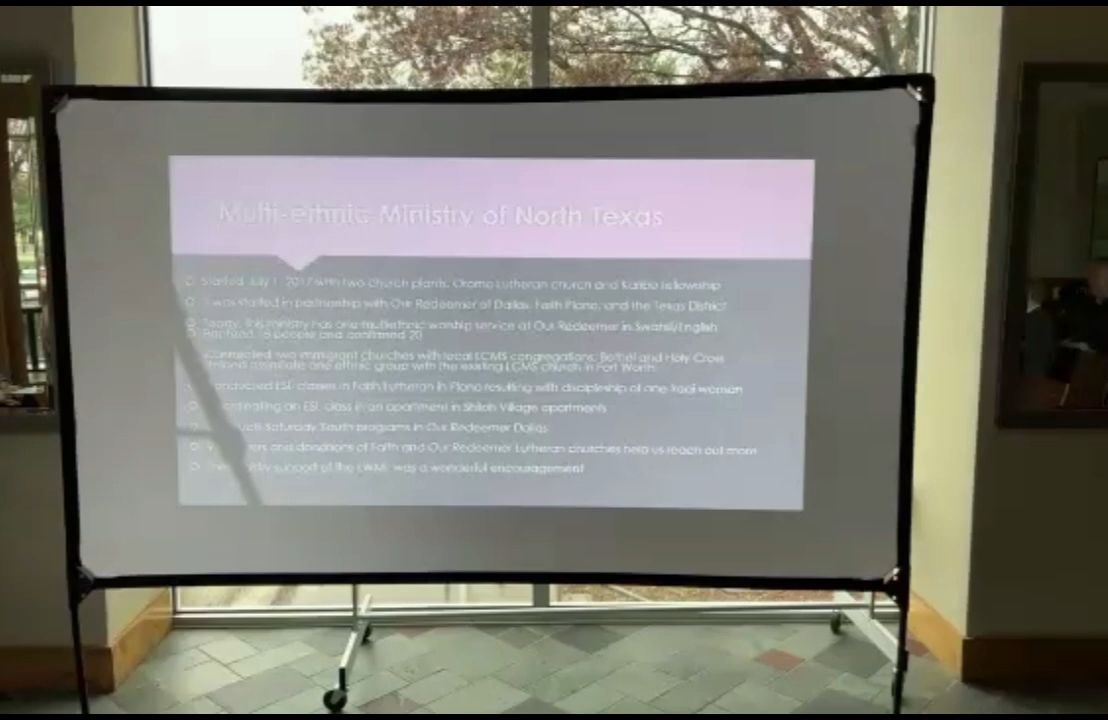 Multi-ethnic Ministry of North Texas
Started July 1, 2017 with two church plants, Oromo Lutheran church and Karibu Fellowship
was started in partnership with Our Redeemer of Dallas, Faith Plano, and the Texas District
Today, this ministry has one multiethnic worship service at Our Redeemer in Swahili/English
Baptized 16 people and confirmed 20
Connected two immigrant churches with local LCMS congregations: Bethel and Holy Cross
one ethnic group with the existing LCMS church in Fort Worth
Conducted ESL classes in Faith Lutheran in Plano resulting with discipleship of one Iraqi woman
an ESL class in an apartment in Shiloh Village apartments
Saturday Youth programs in Our Redeemer Dallas
and donations of Faith and Our Redeemer Lutheran churches help us reach out more
support of the LWML was a wonderful encouragement